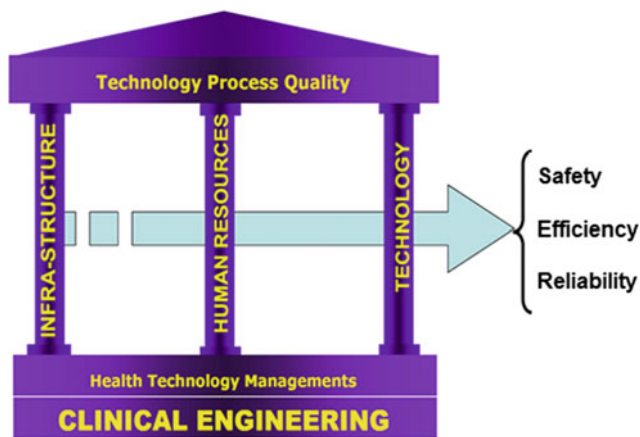 Technology Process Quality
INFRA-STRUCTURE
HUMAN RESOURCES
TECHNOLOGY
Safety
Efficiency
Reliability
Health Technology Managements
CLINICAL ENGINEERING